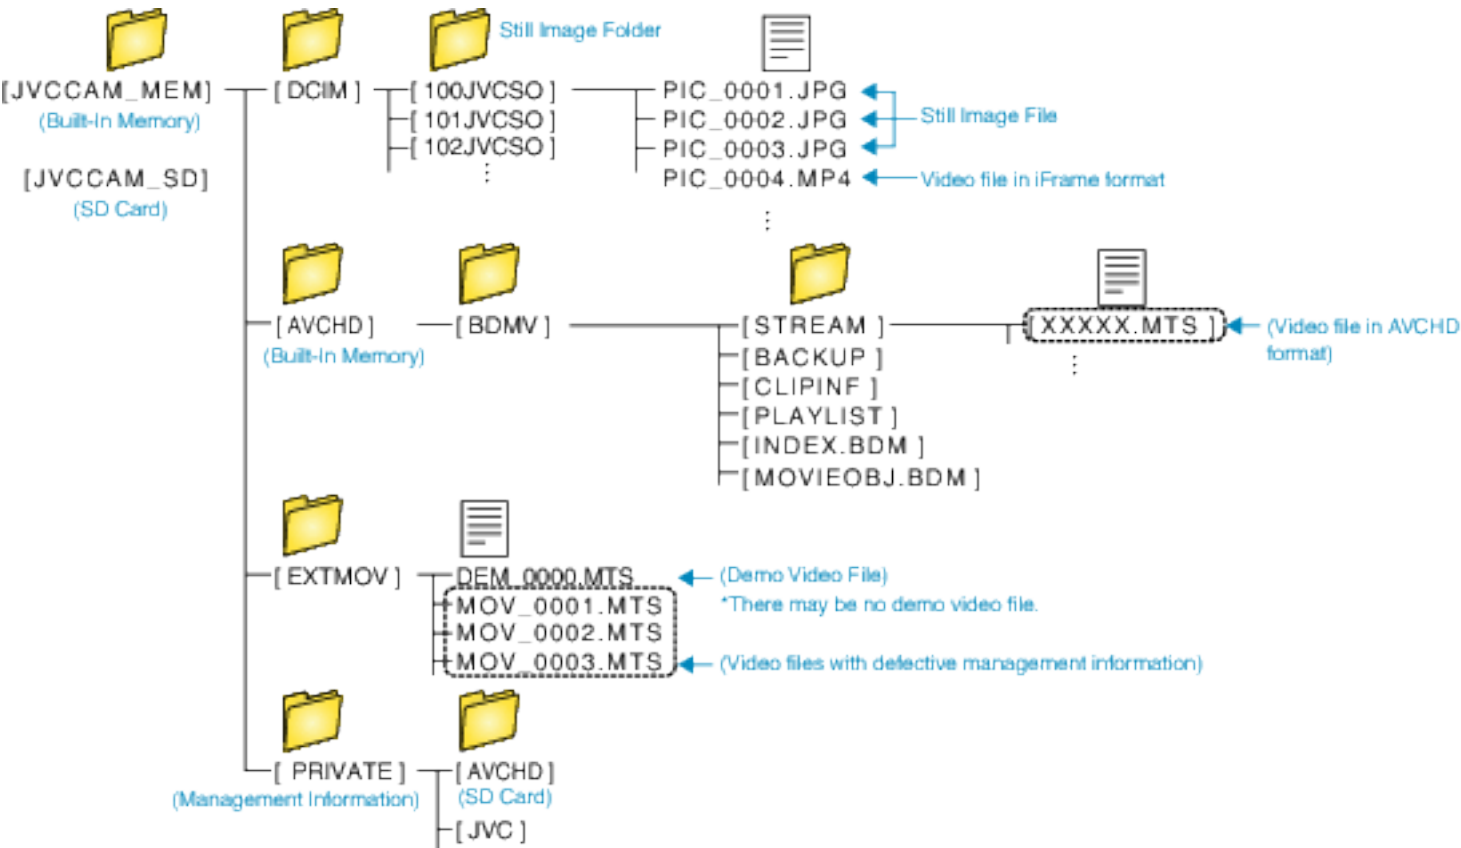 Still Image Folder
[JVCCAM_MEM] [DCIM] [100JVCSO] PIC_0001.JPG
(Built-In Memory) [101JVCSO] PIC_0002.JPG Still Image File
[102JVCSO] PIC_0003.JPG
⋮
[JVCCAM_SD] PIC_0004.MP4 Video file in iFrame format
(SD Card)
⋮
[AVCHD] [BDMV] [STREAM ] [XXXXX.MTS ] (Video file in AVCHD
(Built-In Memory) [BACKUP ] ⋮ format)
[CLIPINF ]
[PLAYLIST ]
[INDEX.BDM ]
[MOVIEOBJ.BDM ]
[EXTMOV ] DEM_0000.MTS (Demo Video File)
MOV_0001.MTS *There may be no demo video file.
MOV_0002.MTS
MOV_0003.MTS (Video files with defective management information)
[ PRIVATE ] [AVCHD]
(Management Information) (SD Card)
[JVC ]